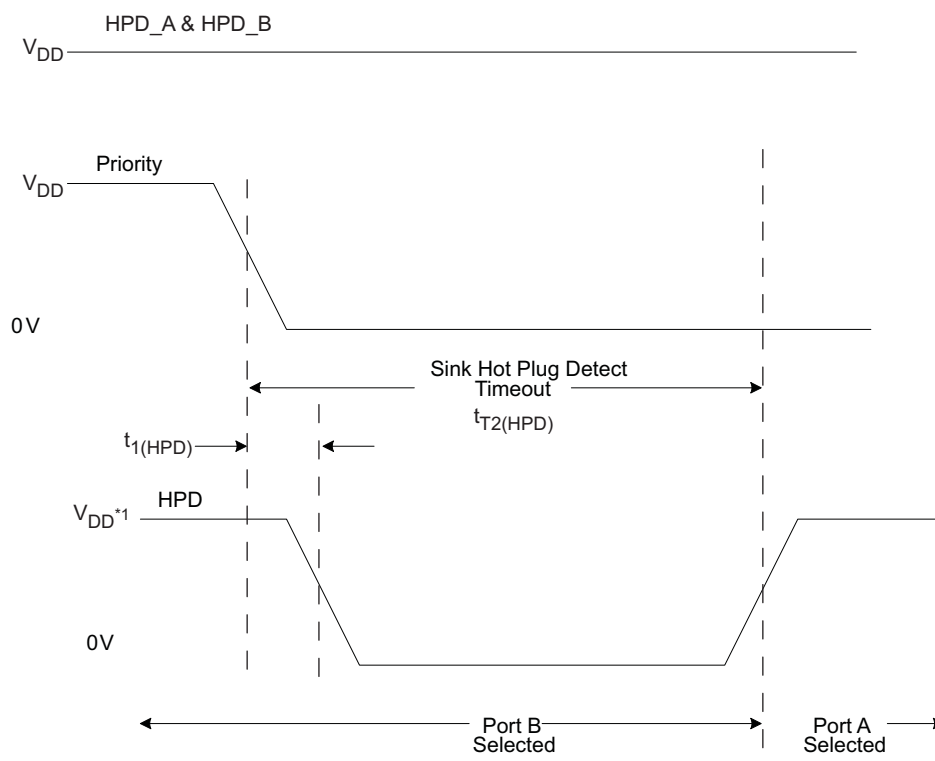 HPD_A & HPD_B
VDD
Priority
VDD
0V
Sink Hot Plug Detect
Timeout
tT2(HPD)
t1(HPD)
HPD
VDD*1
0V
Port B
Selected
Port A
Selected